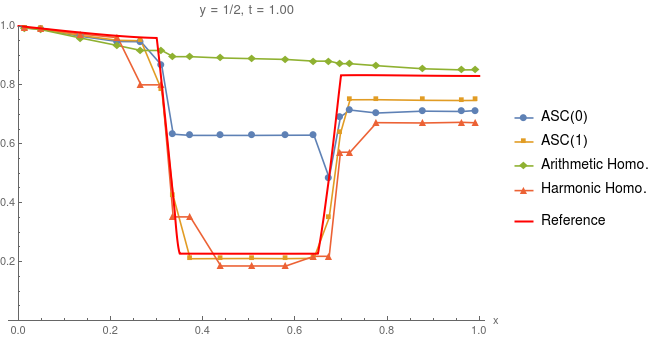 y = 1/2, t = 1.00
1.0
0.8
0.6
0.4
0.2
0.0
0.2
0.4
0.6
0.8
1.0
x
ASC(0)
ASC(1)
Arithmetic Homo.
Harmonic Homo.
Reference